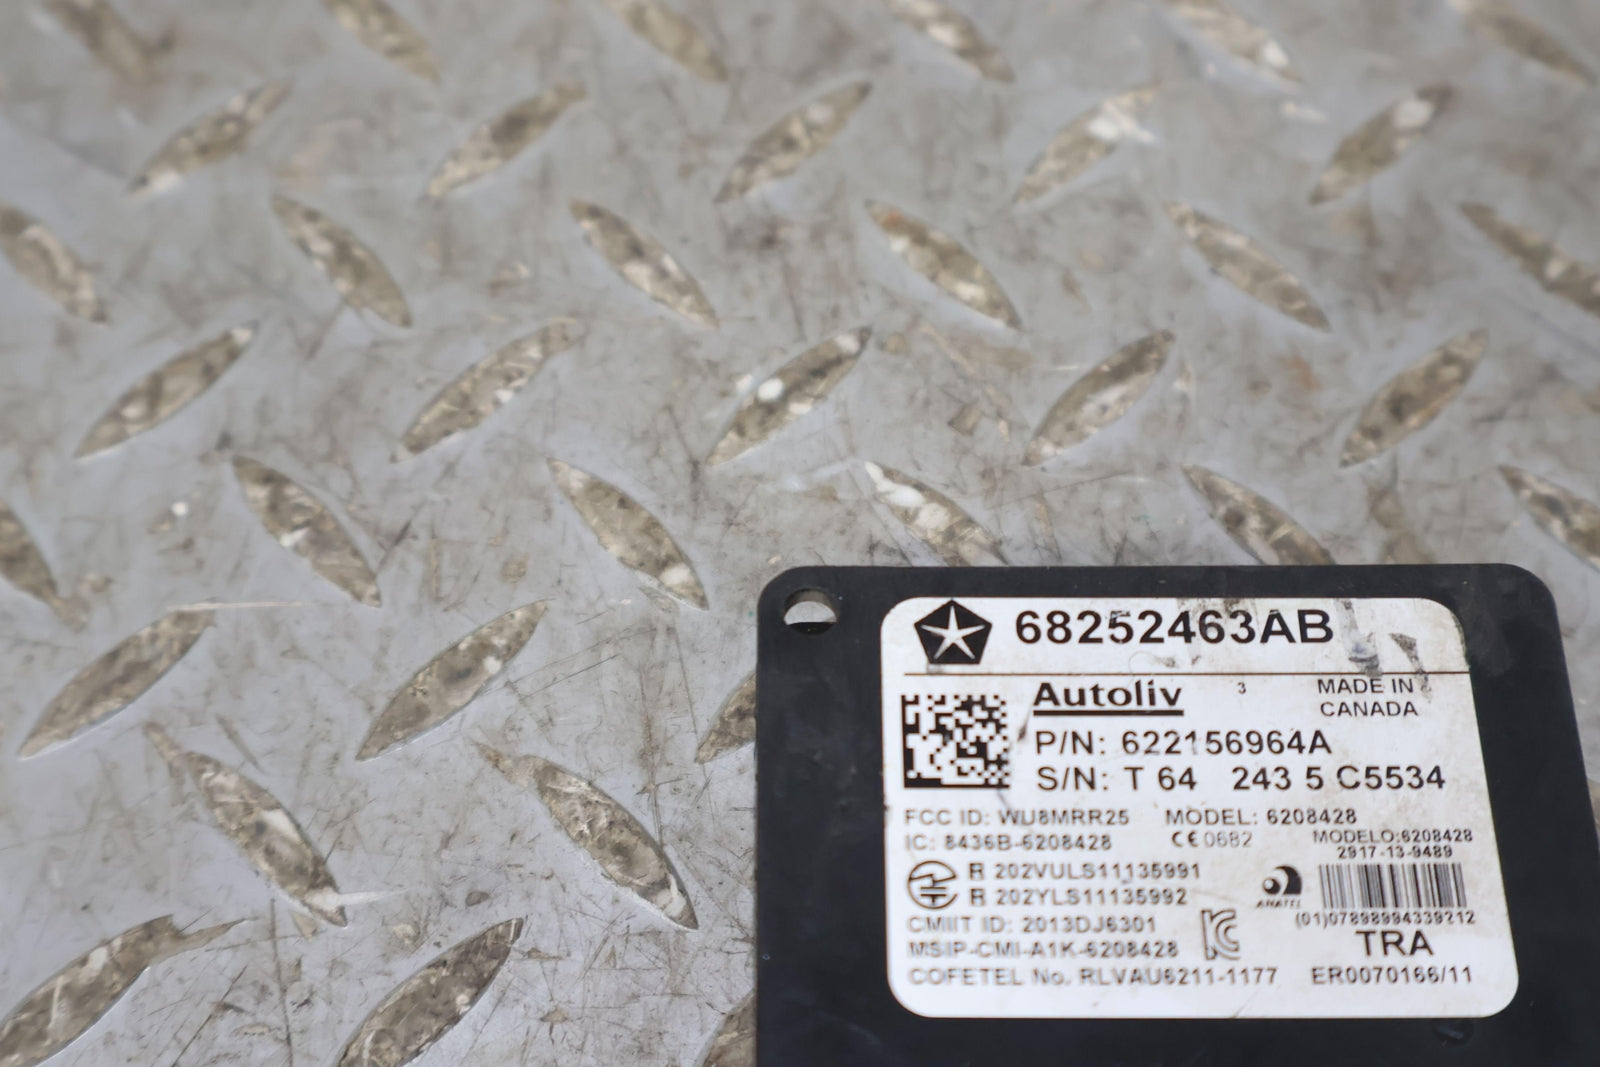 68252463AB
Autoliv 3 MADE IN
CANADA
P/N: 622156964A
S/N: T 64 243 5 C5534
FCC ID: WU8MRR25 MODEL: 6208428
IC: 8436B-6208428 CE0682 MODELO:6208428
2917-13-9489
R 202VULS11135991
R 202YLS11135992
ANATEL
(01)07898994339212
CMIIT ID: 2013DJ6301
MSIP-CMI-A1K-6208428
TRA
COFETEL No. RLVAU6211-1177 ER0070166/11